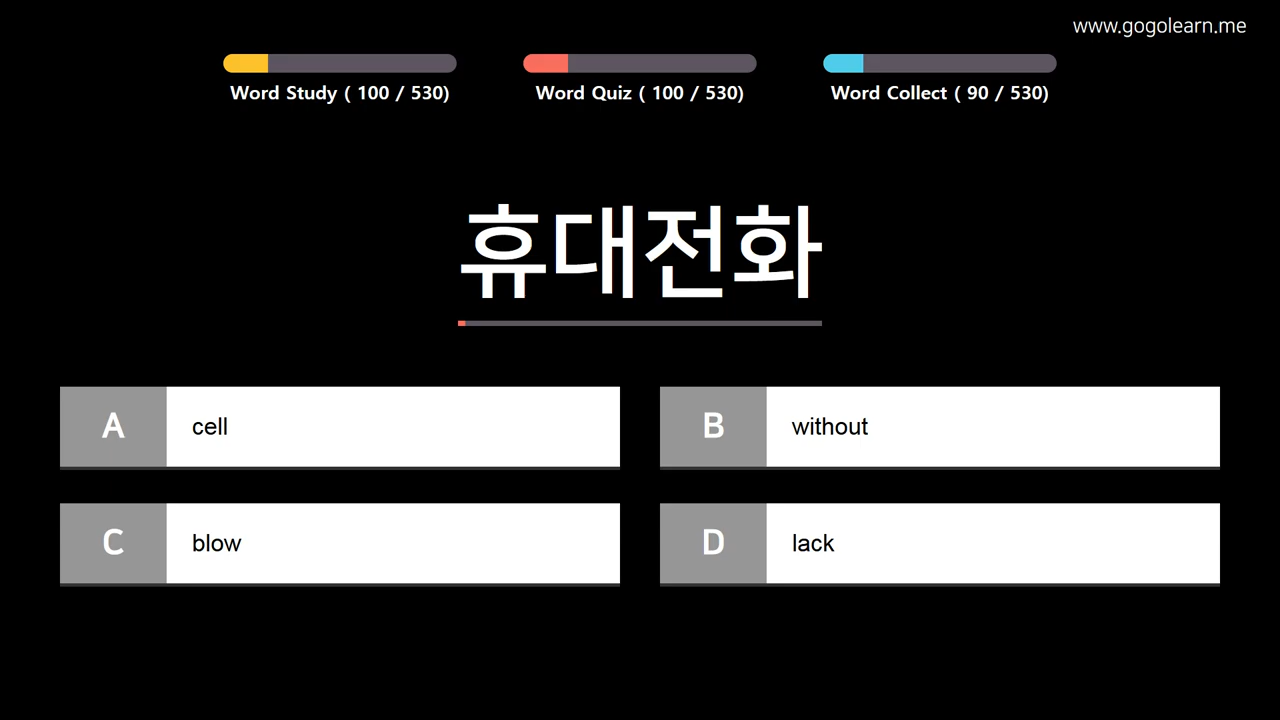 www.gogolearn.me
Word Study ( 100 / 530)
Word Quiz ( 100 / 530)
Word Collect ( 90 / 530)
휴대전화
A cell
B without
C blow
D lack